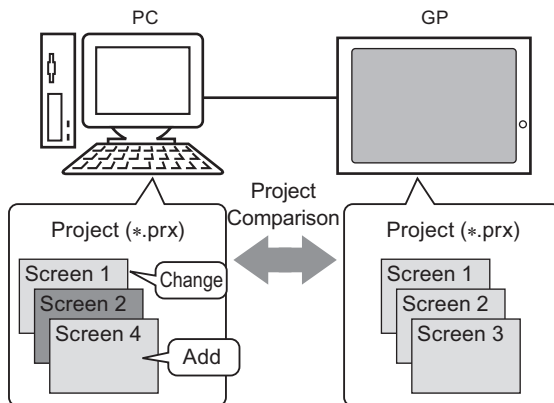 PC
GP
Project
Comparison
Project (*.prx)
Screen 1
Change
Screen 2
Screen 4
Add
Project (*.prx)
Screen 1
Screen 2
Screen 3